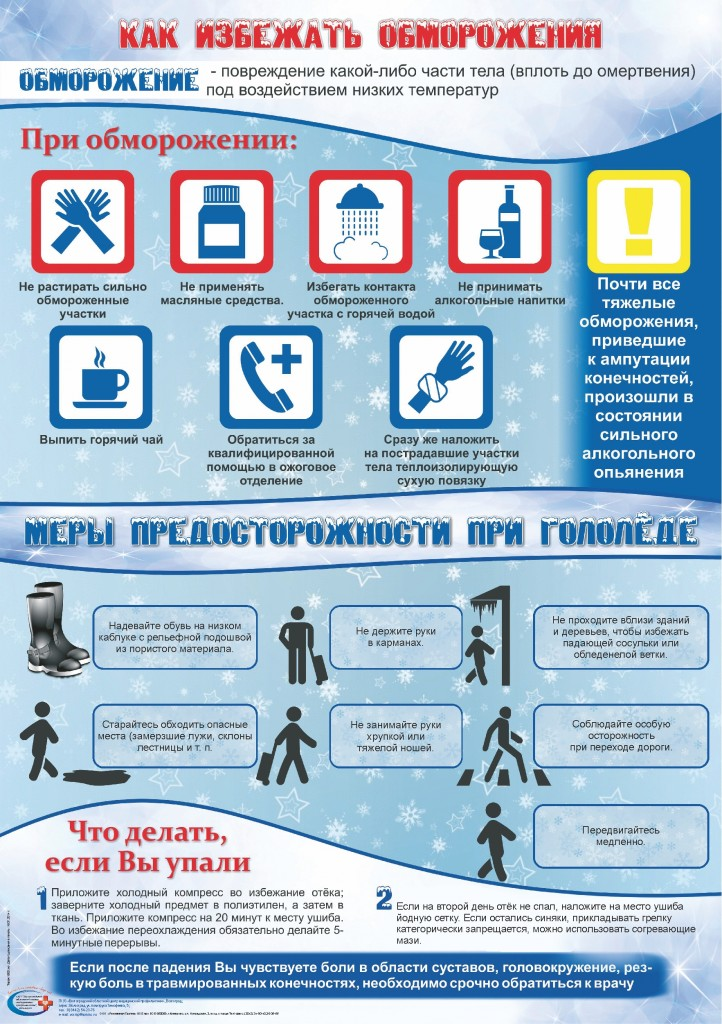 КАК ИЗБЕЖАТЬ ОБМОРОЖЕНИЯ
ОБМОРОЖЕНИЕ - повреждение какой-либо части тела (вплоть до омертвения)
под воздействием низких температур
При обморожении:
Не растирать сильно
обмороженные
участки
Не применять
масляные средства.
Избегать контакта
обмороженного
участка с горячей водой
Не принимать
алкогольные напитки
Почти все
тяжелые
обморожения,
приведшие
к ампутации
конечностей,
произошли в
состоянии
сильного
алкогольного
опьянения
Выпить горячий чай
Обратиться за
квалифицированной
помощью в ожоговое
отделение
Сразу же наложить
на пострадавшие участки
тела теплоизолирующую
сухую повязку
МЕРЫ ПРЕДОСТОРОЖНОСТИ ПРИ ГОЛОЛЁДЕ
Надевайте обувь на низком
каблуке с рельефной подошвой
из пористого материала.
Не держите руки
в карманах.
Не проходите вблизи зданий
и деревьев, чтобы избежать
падающей сосульки или
обледенелой ветки.
Старайтесь обходить опасные
места (замерзшие лужи, склоны
лестницы и т. п.
Не занимайте руки
хрупкой или
тяжелой ношей.
Соблюдайте особую
осторожность
при переходе дороги.
Передвигайтесь
медленно.
Что делать,
если Вы упали
1 Приложите холодный компресс во избежание отёка;
заверните холодный предмет в полиэтилен, а затем в
ткань. Приложите компресс на 20 минут к месту ушиба.
Во избежание переохлаждения обязательно делайте 5-
минутные перерывы.
2 Если на второй день отёк не спал, наложите на место ушиба
йодную сетку. Если остались синяки, прикладывать грелку
категорически запрещается, можно использовать согревающие
мази.
Если после падения Вы чувствуете боли в области суставов, головокружение, рез-
кую боль в травмированных конечностях, необходимо срочно обратиться к врачу